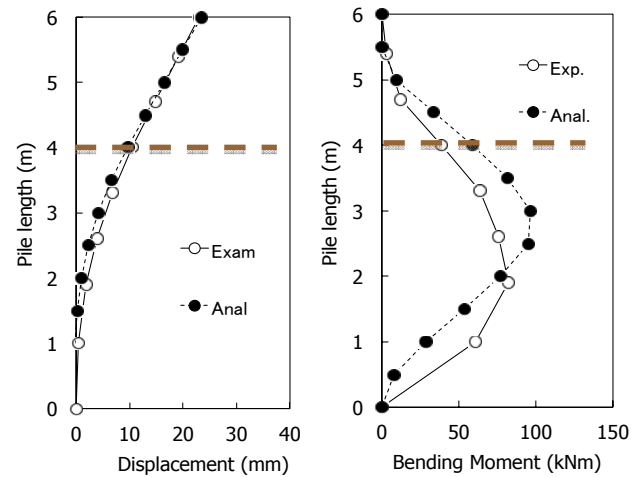 6
5
4
3
2
1
0
Pile length (m)
Exam
Anal
0 10 20 30 40
Displacement (mm)
6
5
4
3
2
1
0
Pile length (m)
Exp.
Anal.
0 50 100 150
Bending Moment (kNm)